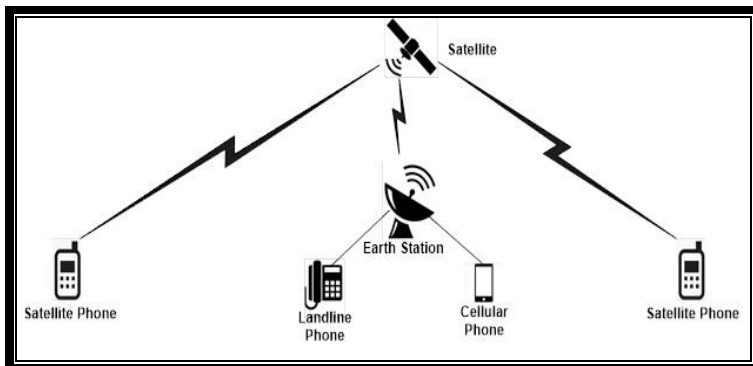 Satellite
Earth Station
Satellite Phone
Landline
Phone
Cellular
Phone
Satellite Phone